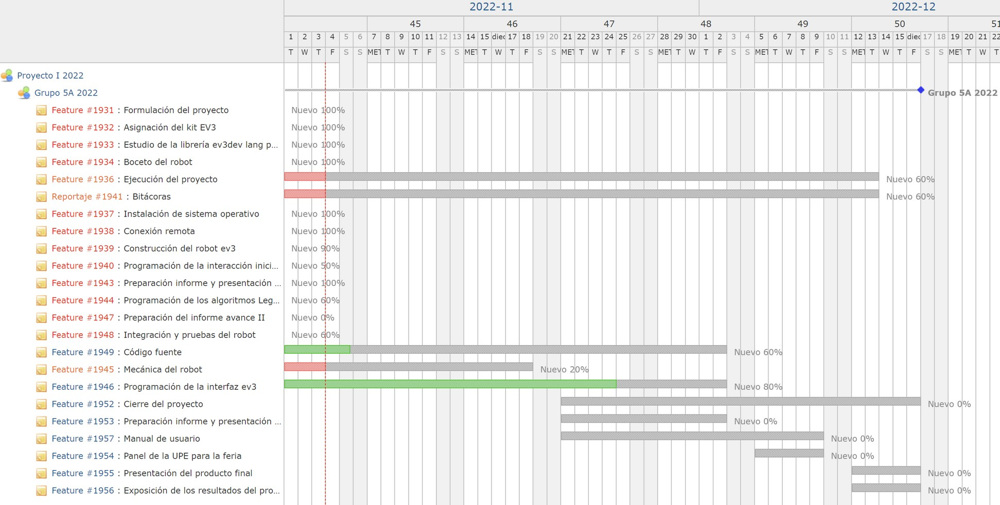 2022-11 2022-12
45 46 47 48 49 50 51
1 2 3 4 5 6 7 8 9 10 11 12 13 14 15 diec 17 18 19 20 21 22 23 24 25 26 27 28 29 30 1 2 3 4 5 6 7 8 9 10 11 12 13 14 15 diec 17 18 19 20 21 22
T W T F S S MET T W T F S S MET T W T F S S MET T W T F S S MET T W T F S S MET T W T F S S MET T W T F S S MET T W T
Proyecto I 2022
Grupo 5A 2022 Grupo 5A 2022
Feature #1931 : Formulación del proyecto Nuevo 100%
Feature #1932 : Asignación del kit EV3 Nuevo 100%
Feature #1933 : Estudio de la librería ev3dev lang p... Nuevo 100%
Feature #1934 : Boceto del robot Nuevo 100%
Feature #1936 : Ejecución del proyecto Nuevo 60%
Reportaje #1941 : Bitácoras Nuevo 60%
Feature #1937 : Instalación de sistema operativo Nuevo 100%
Feature #1938 : Conexión remota Nuevo 100%
Feature #1939 : Construcción del robot ev3 Nuevo 90%
Feature #1940 : Programación de la interacción inici... Nuevo 50%
Feature #1943 : Preparación informe y presentación ... Nuevo 100%
Feature #1944 : Programación de los algoritmos Leg... Nuevo 60%
Feature #1947 : Preparación del informe avance II Nuevo 0%
Feature #1948 : Integración y pruebas del robot Nuevo 60%
Feature #1949 : Código fuente Nuevo 60%
Feature #1945 : Mecánica del robot Nuevo 20%
Feature #1946 : Programación de la interfaz ev3 Nuevo 80%
Feature #1952 : Cierre del proyecto Nuevo 0%
Feature #1953 : Preparación informe y presentación ... Nuevo 0%
Feature #1957 : Manual de usuario Nuevo 0%
Feature #1954 : Panel de la UPE para la feria Nuevo 0%
Feature #1955 : Presentación del producto final Nuevo 0%
Feature #1956 : Exposición de los resultados del pro... Nuevo 0%